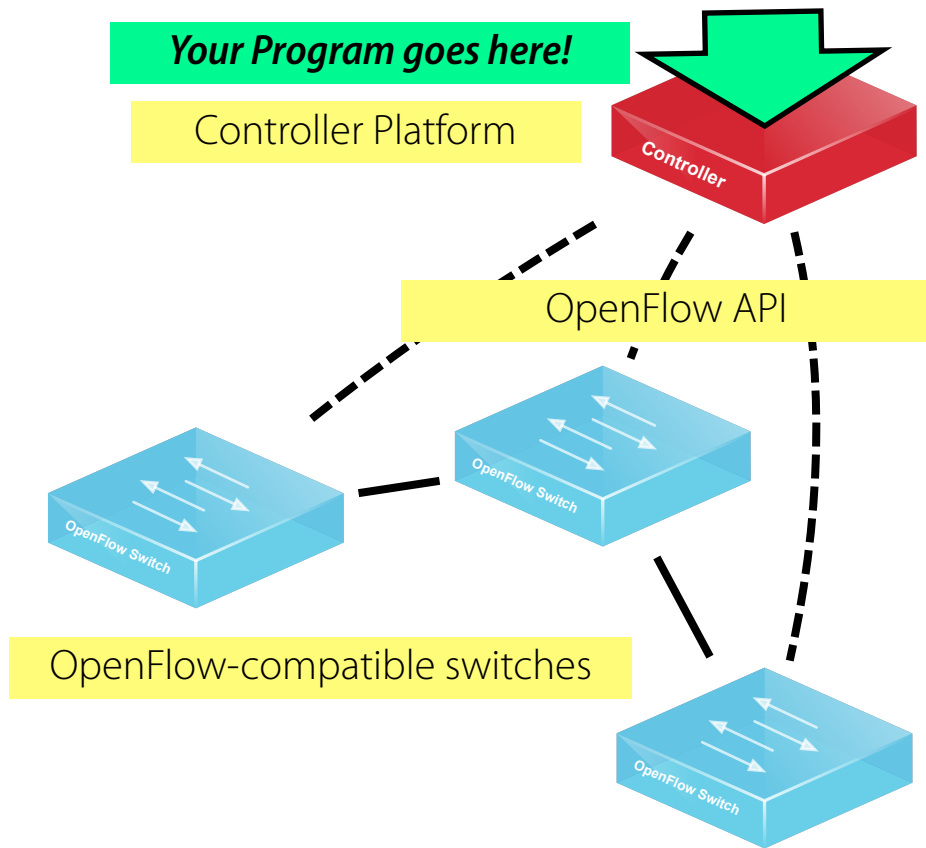 Your Program goes here!
Controller Platform
Controller
OpenFlow API
OpenFlow Switch
OpenFlow Switch
OpenFlow-compatible switches
OpenFlow Switch